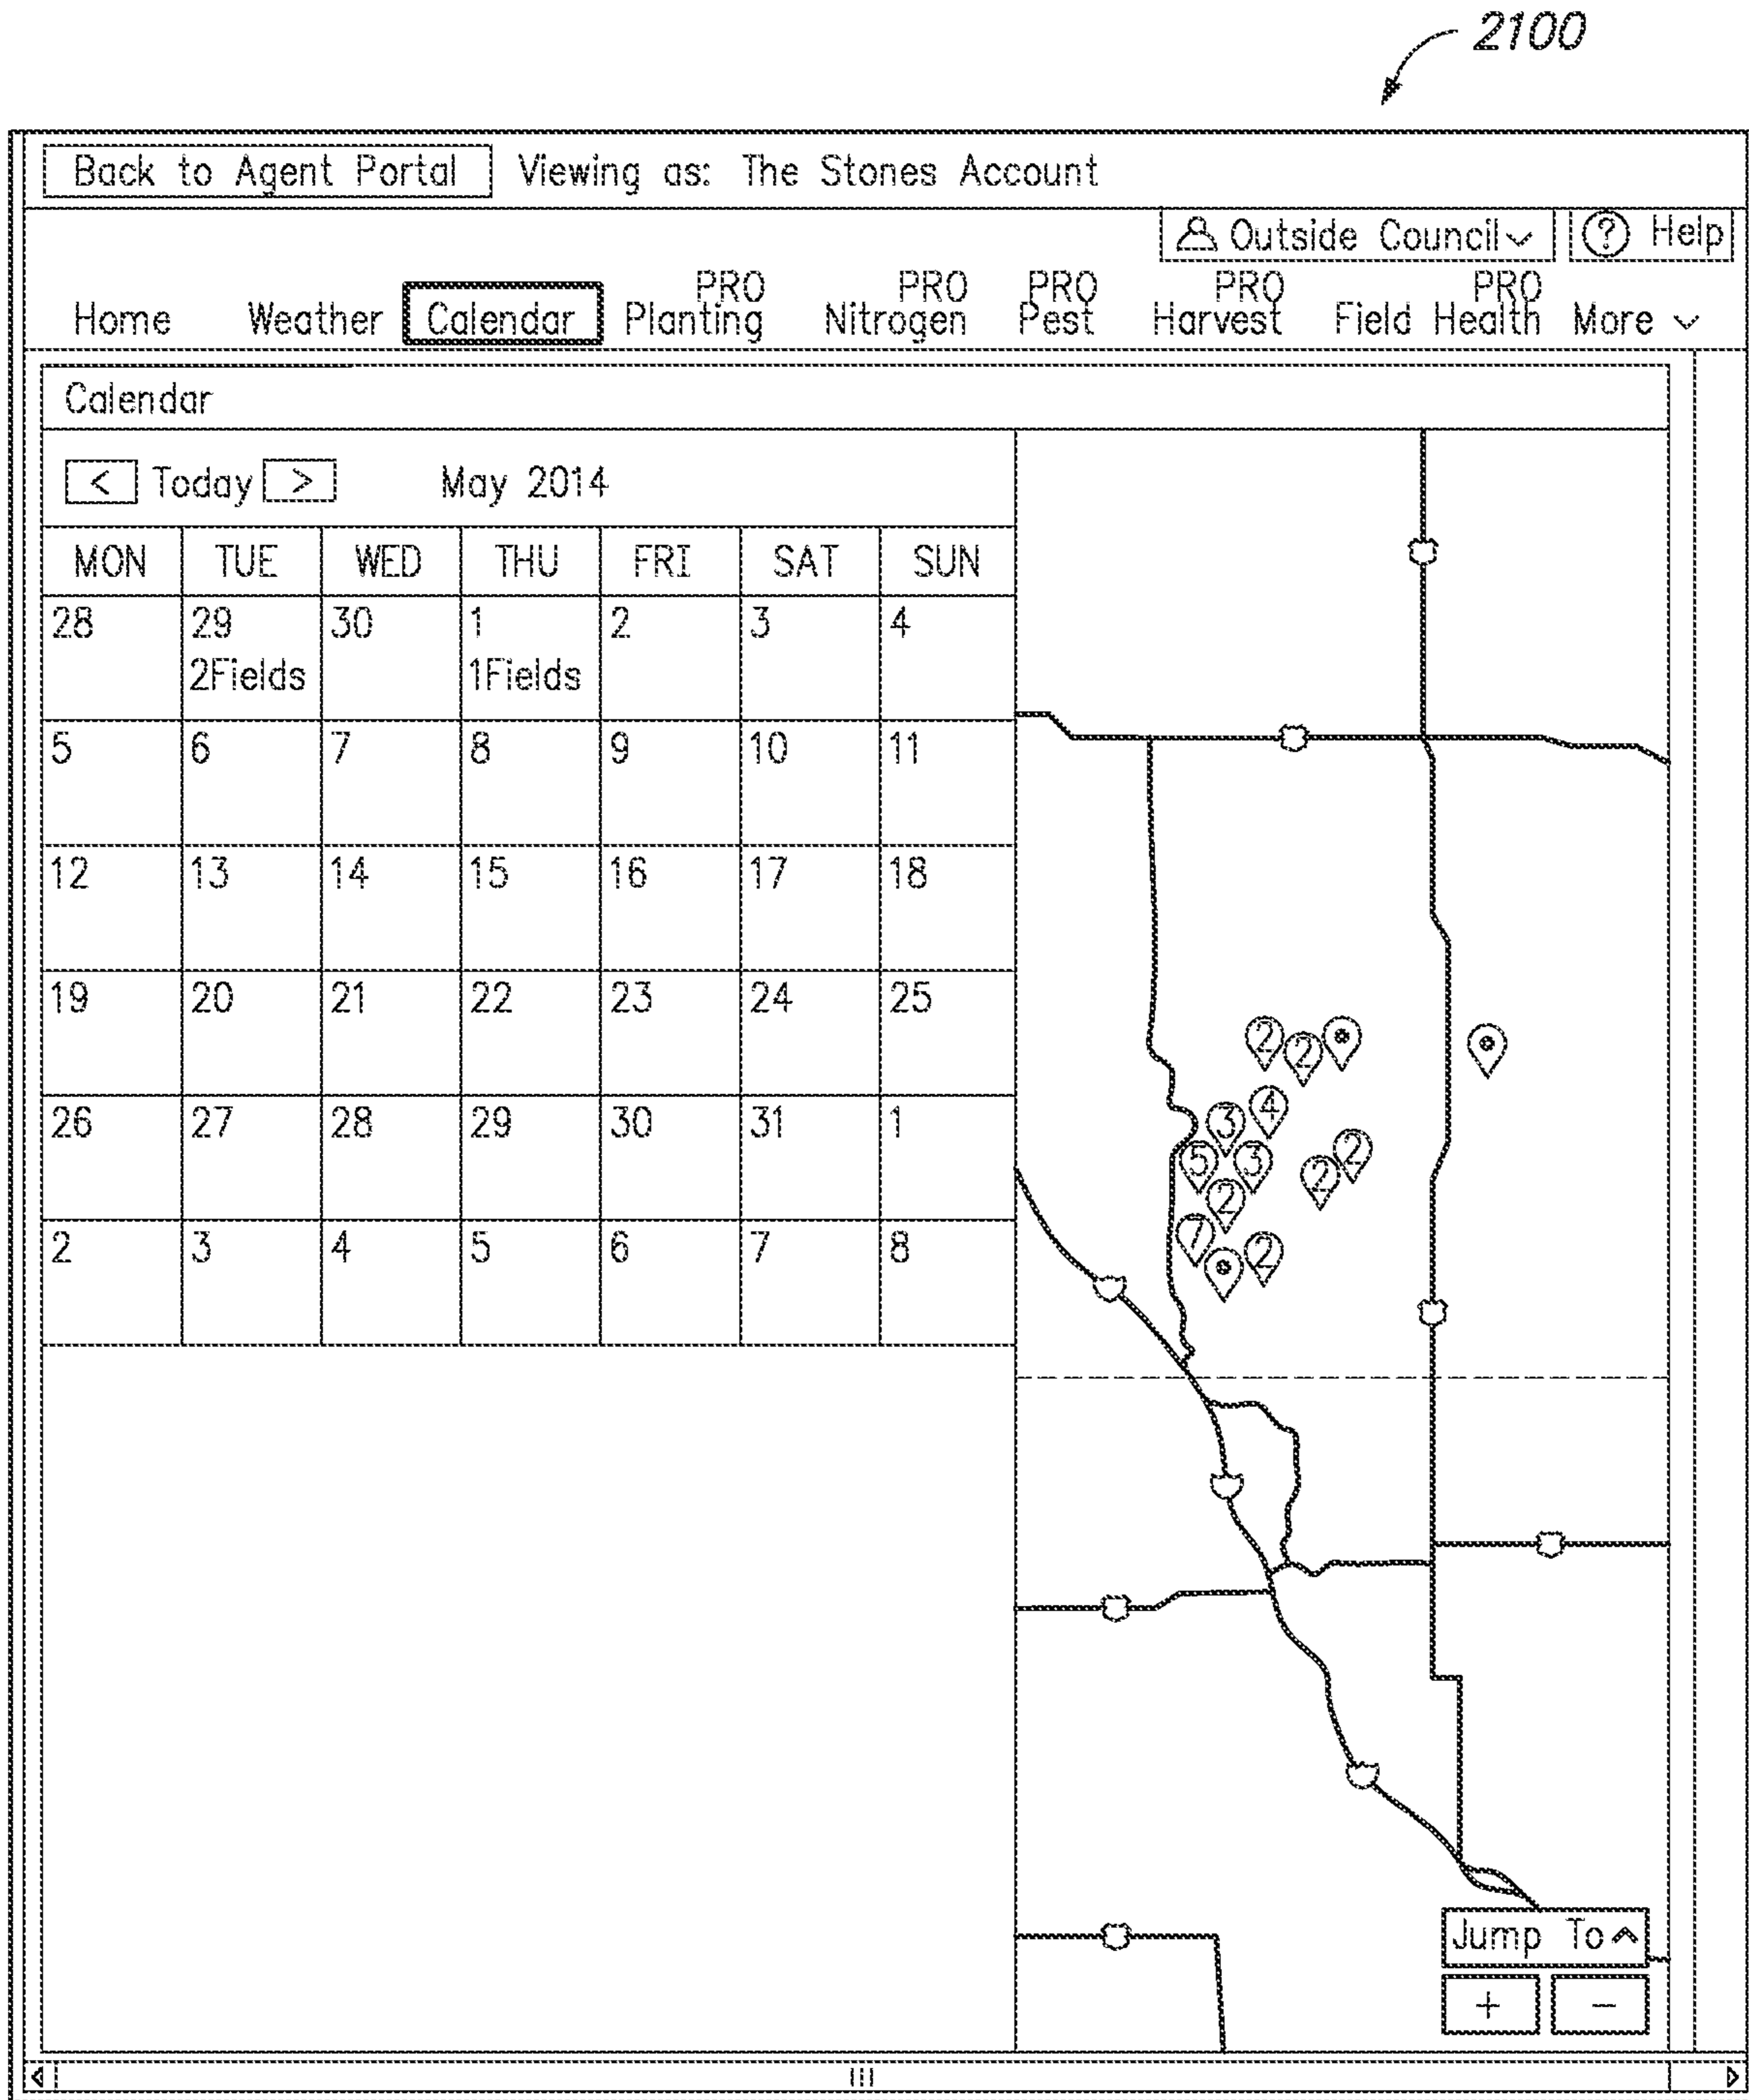 2100
Back to Agent Portal Viewing as: The Stones Account
Outside Council ? Help
PRO PRO PRO PRO PRO
Home Weather Calendar Planting Nitrogen Pest Harvest Field Health More
Calendar
< Today > May 2014
MON TUE WED THU FRI SAT SUN
28 29 30 1 2 3 4
2Fields 1Fields
5 6 7 8 9 10 11
12 13 14 15 16 17 18
19 20 21 22 23 24 25
26 27 28 29 30 31 1
2 3 4 5 6 7 8
2 2
3 4
5 3 2 2
2
7 2
Jump To
+ −